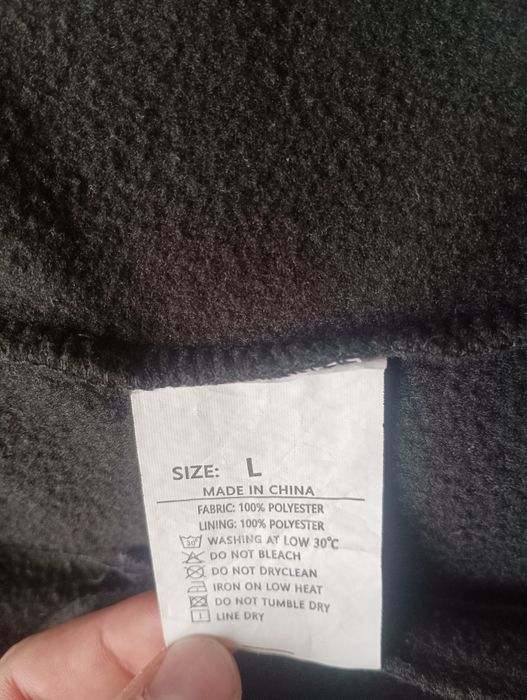 SIZE: L
MADE IN CHINA
FABRIC: 100% POLYESTER
LINING: 100% POLYESTER
30° WASHING AT LOW 30℃
DO NOT BLEACH
DO NOT DRYCLEAN
IRON ON LOW HEAT
DO NOT TUMBLE DRY
LINE DRY